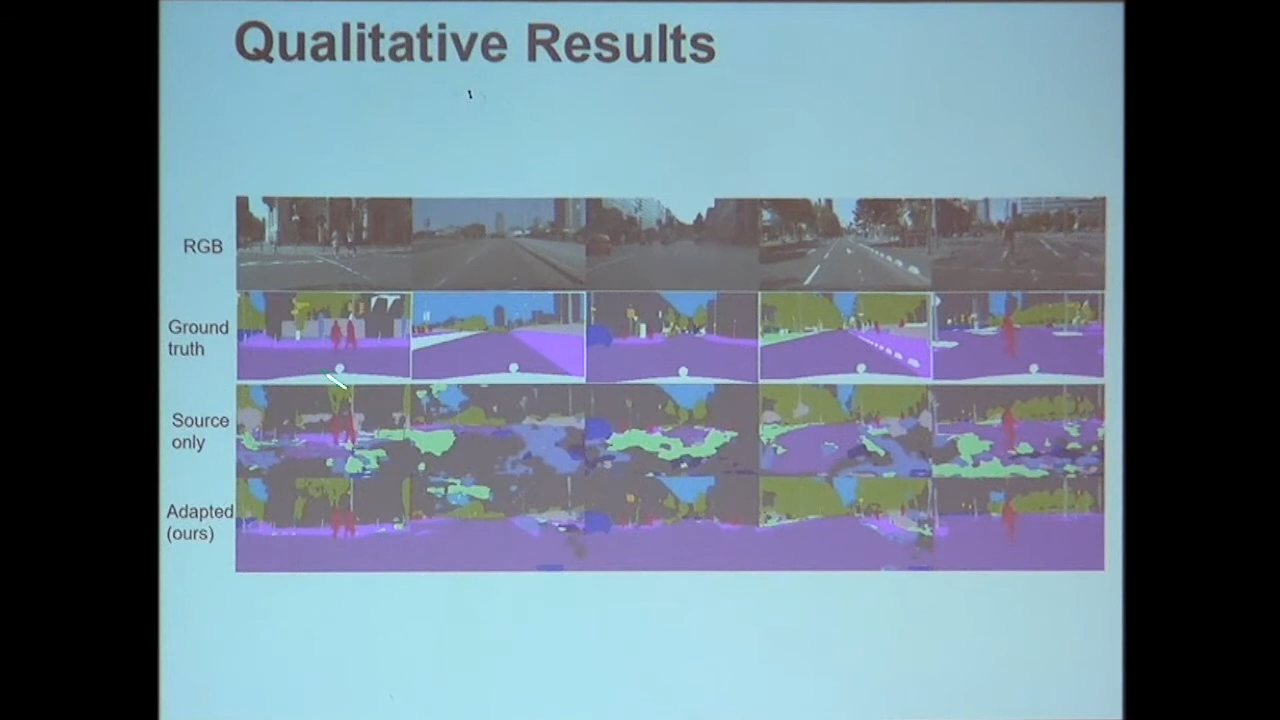 Qualitative Results
RGB
Ground
truth
Source
only
Adapted
(ours)